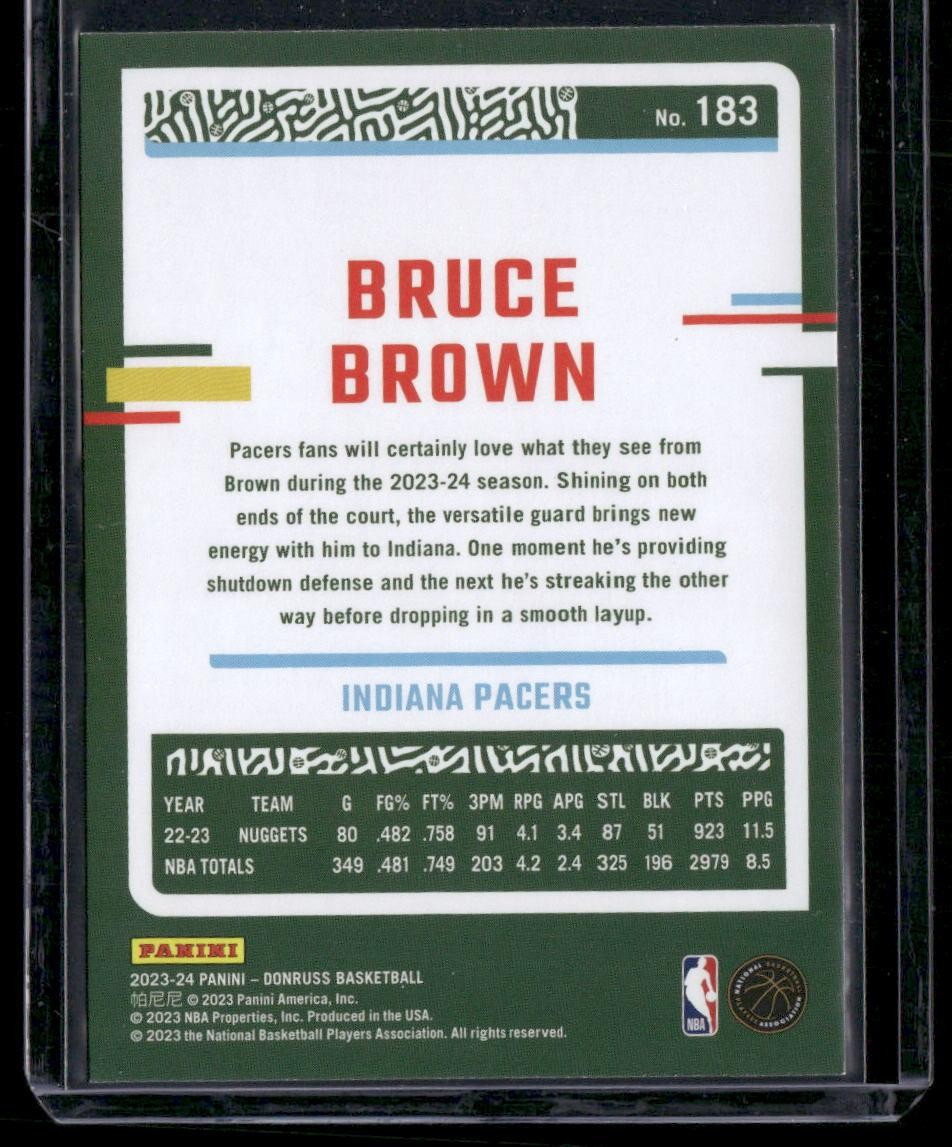 No. 183
BRUCE
BROWN
Pacers fans will certainly love what they see from
Brown during the 2023-24 season. Shining on both
ends of the court, the versatile guard brings new
energy with him to Indiana. One moment he's providing
shutdown defense and the next he's streaking the other
way before dropping in a smooth layup.
INDIANA PACERS
YEAR TEAM G FG% FT% 3PM RPG APG STL BLK PTS PPG
22-23 NUGGETS 80 .482 .758 91 4.1 3.4 87 51 923 11.5
NBA TOTALS 349 .481 .749 203 4.2 2.4 325 196 2979 8.5
PANINI
2023-24 PANINI – DONRUSS BASKETBALL
帕尼尼 © 2023 Panini America, Inc.
© 2023 NBA Properties, Inc. Produced in the USA.
© 2023 the National Basketball Players Association. All rights reserved.
NBA
NATIONAL BASKETBALL
PLAYERS ASSOCIATION